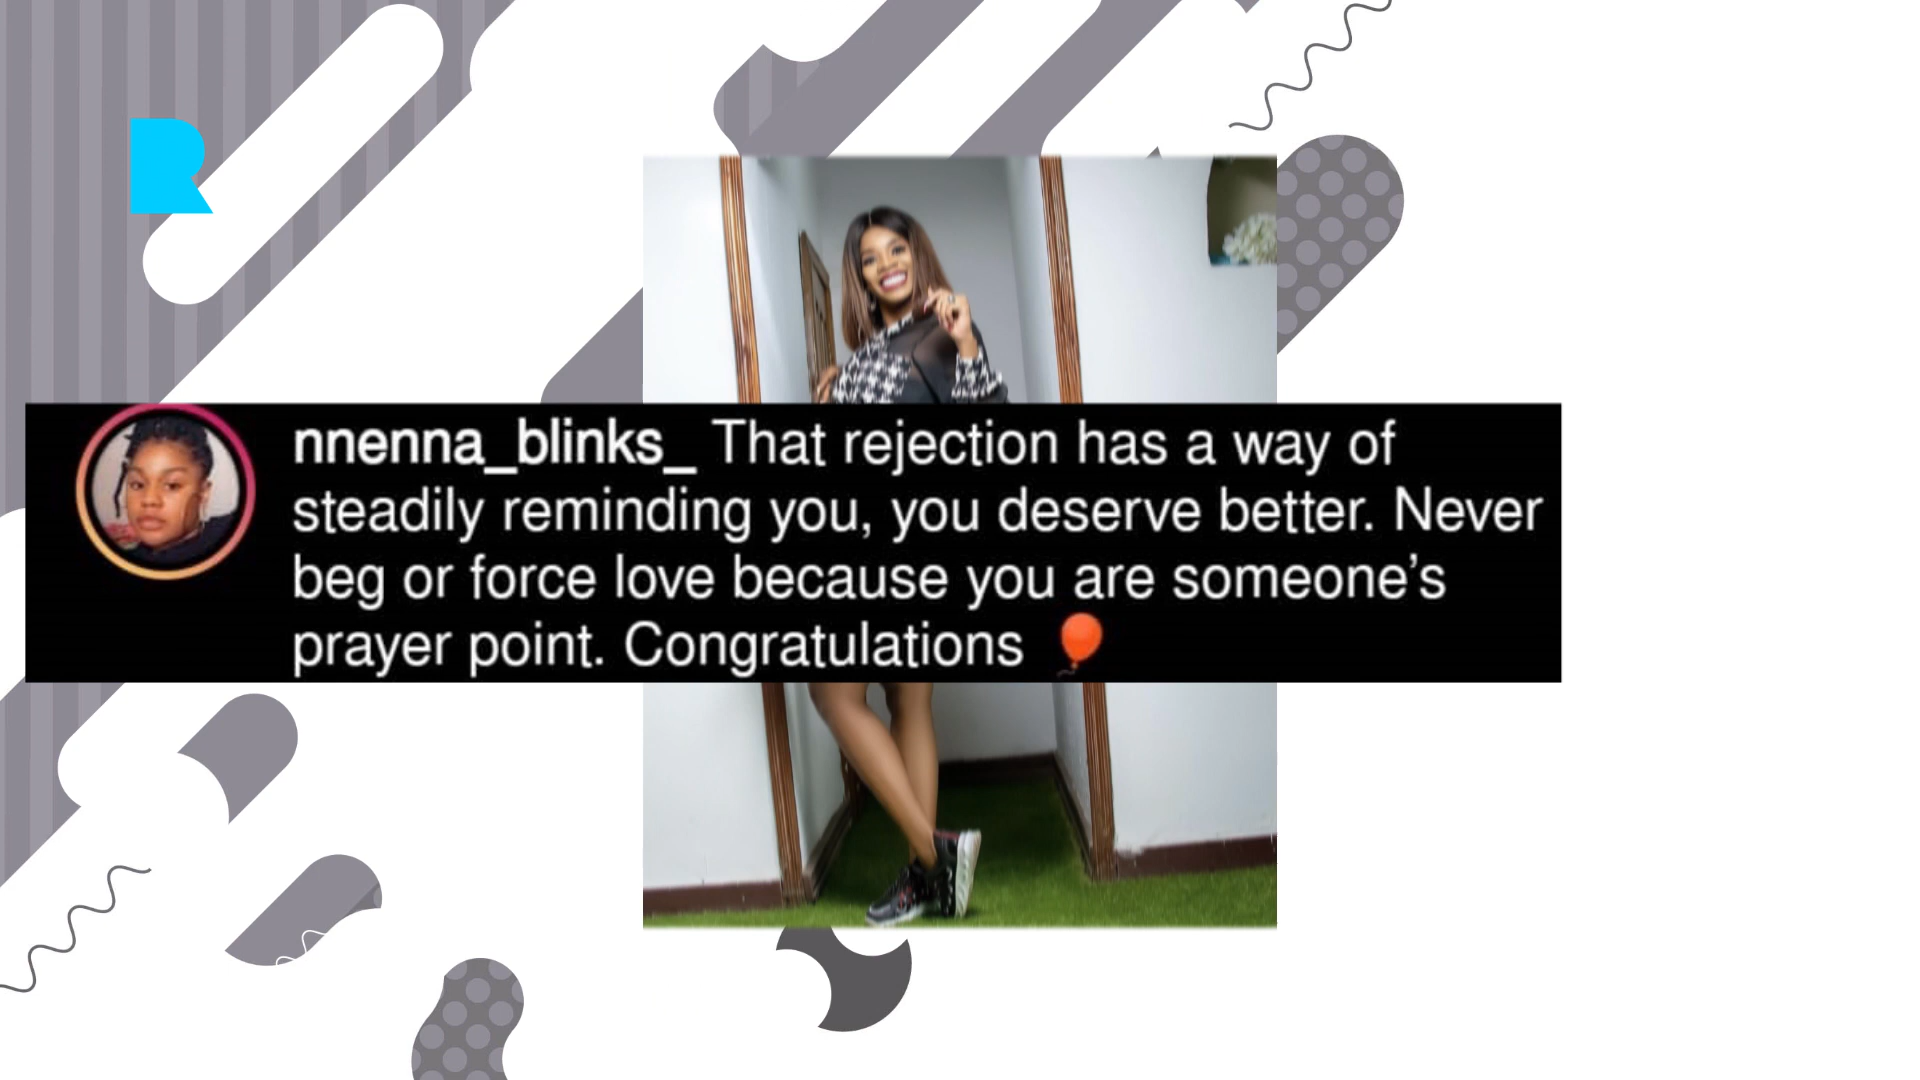 R
nnenna_blinks_ That rejection has a way of
steadily reminding you, you deserve better. Never
beg or force love because you are someone’s
prayer point. Congratulations 🎈